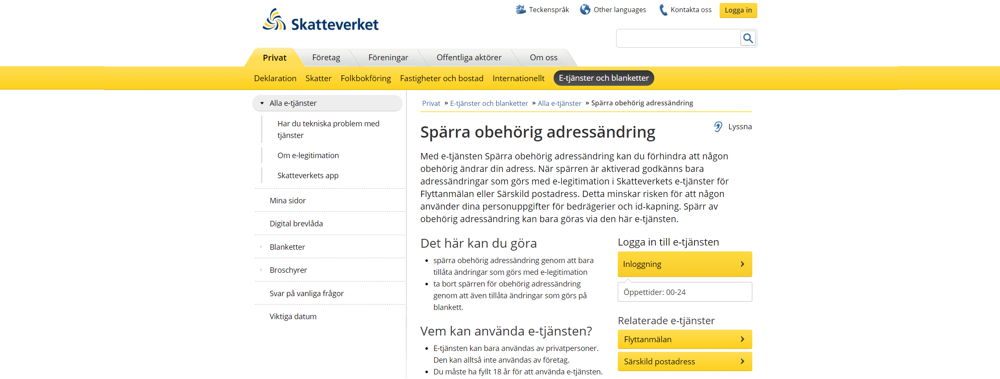 Skatteverket
Teckenspråk
Other languages
Kontakta oss
Logga in
Privat
Företag
Föreningar
Offentliga aktörer
Om oss
Deklaration
Skatter
Folkbokföring
Fastigheter och bostad
Internationellt
E-tjänster och blanketter
Alla e-tjänster
Har du tekniska problem med
tjänster
Om e-legitimation
Skatteverkets app
Mina sidor
Digital brevlåda
Blanketter
Broschyrer
Svar på vanliga frågor
Viktiga datum
Privat » E-tjänster och blanketter » Alla e-tjänster » Spärra obehörig adressändring
Spärra obehörig adressändring
Lyssna
Med e-tjänsten Spärra obehörig adressändring kan du förhindra att någon
obehörig ändrar din adress. När spärren är aktiverad godkänns bara
adressändringar som görs med e-legitimation i Skatteverkets e-tjänster för
Flyttanmälan eller Särskild postadress. Detta minskar risken för att någon
använder dina personuppgifter för bedrägerier och id-kapning. Spärr av
obehörig adressändring kan bara göras via den här e-tjänsten.
Det här kan du göra
• spärra obehörig adressändring genom att bara
tillåta ändringar som görs med e-legitimation
• ta bort spärren för obehörig adressändring
genom att även tillåta ändringar som görs på
blankett.
Vem kan använda e-tjänsten?
• E-tjänsten kan bara användas av privatpersoner.
Den kan alltså inte användas av företag.
• Du måste ha fyllt 18 år för att använda e-tjänsten.
Logga in till e-tjänsten
Inloggning
Öppettider: 00-24
Relaterade e-tjänster
Flyttanmälan
Särskild postadress